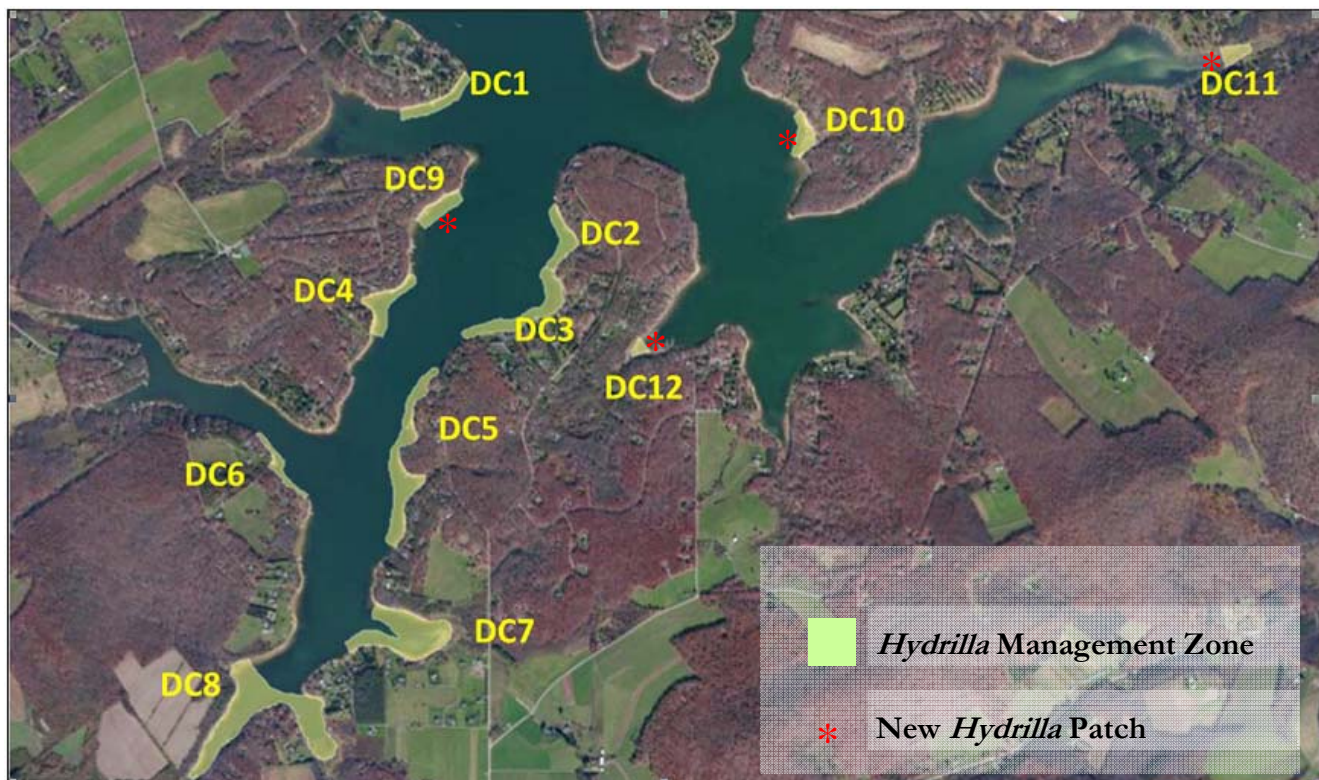 DC1
DC11
DC10
DC9
DC2
DC4
DC3
DC12
DC5
DC6
DC7
DC8
Hydrilla Management Zone
* New Hydrilla Patch